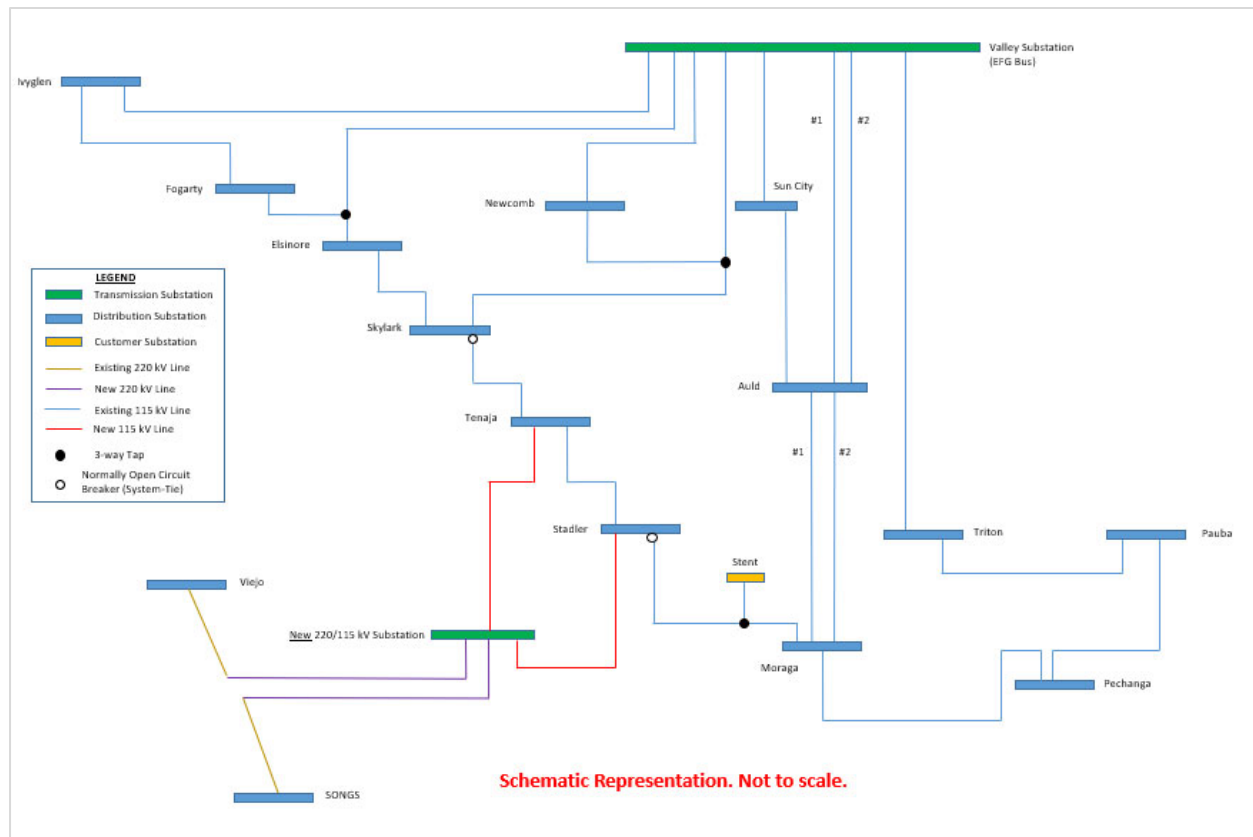 Valley Substation
(EFG Bus)
Ivyglen
#1
#2
Fogarty
Sun City
Newcomb
Elsinore
LEGEND
Transmission Substation
Distribution Substation
Customer Substation
Existing 220 kV Line
New 220 kV Line
Existing 115 kV Line
New 115 kV Line
3-way Tap
Normally Open Circuit
Breaker (System-Tie)
Skylark
Auld
Tenaja
#1
#2
Stadler
Triton
Pauba
Stent
Viejo
New 220/115 kV Substation
Moraga
Pechanga
Schematic Representation. Not to scale.
SONGS